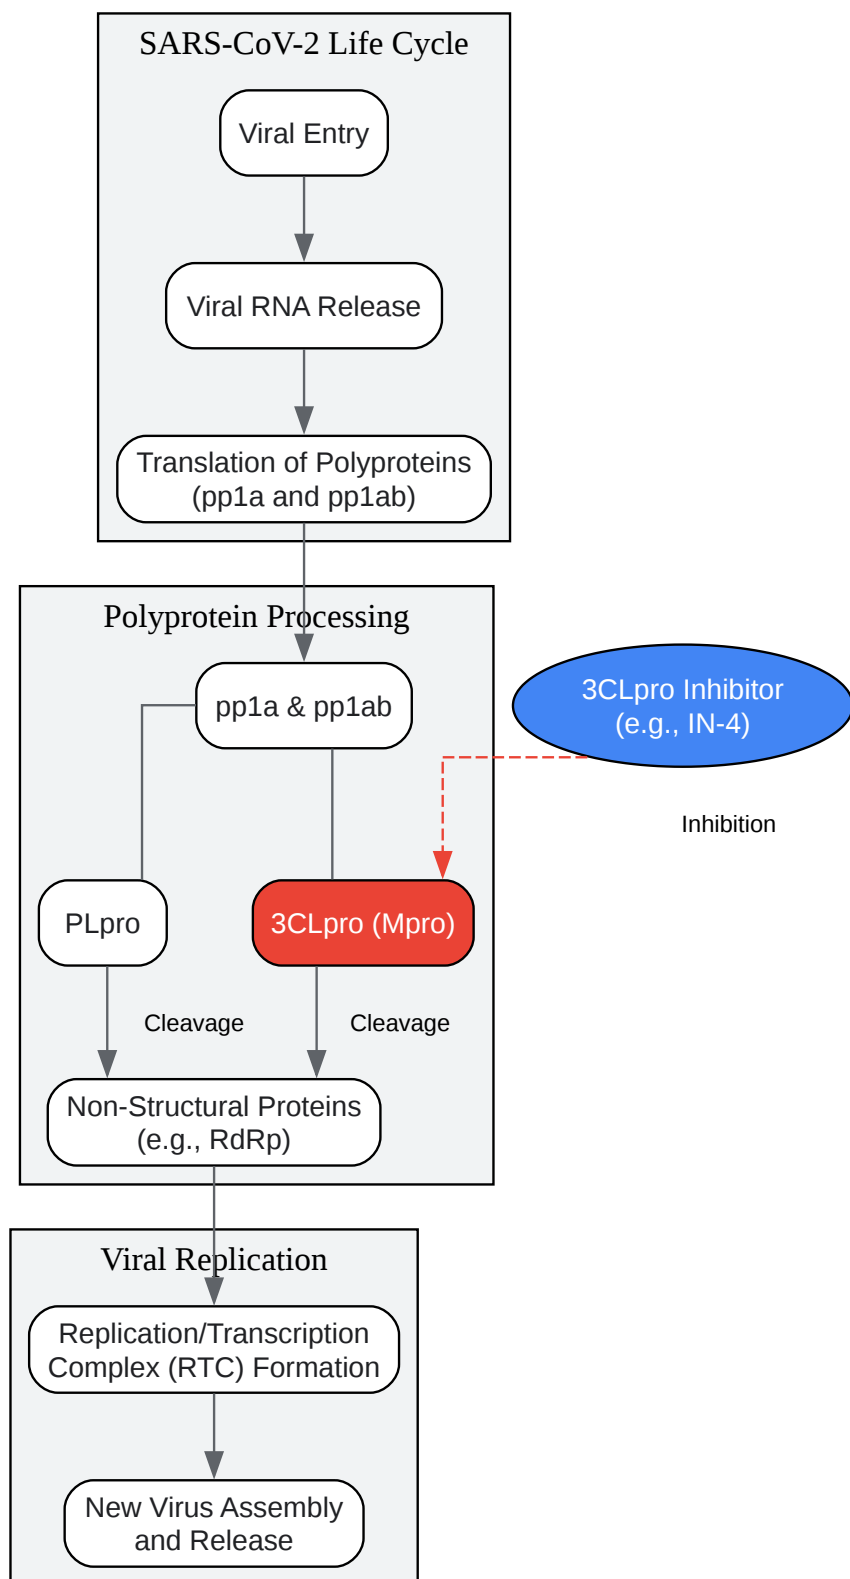 SARS-CoV-2 Life Cycle
Viral Entry
Viral RNA Release
Translation of Polyproteins
(pp1a and pp1ab)
Polyprotein Processing
pp1a & pp1ab
3CLpro Inhibitor
(e.g., IN-4)
Inhibition
PLpro
3CLpro (Mpro)
Cleavage
Cleavage
Non-Structural Proteins
(e.g., RdRp)
Viral Replication
Replication/Transcription
Complex (RTC) Formation
New Virus Assembly
and Release